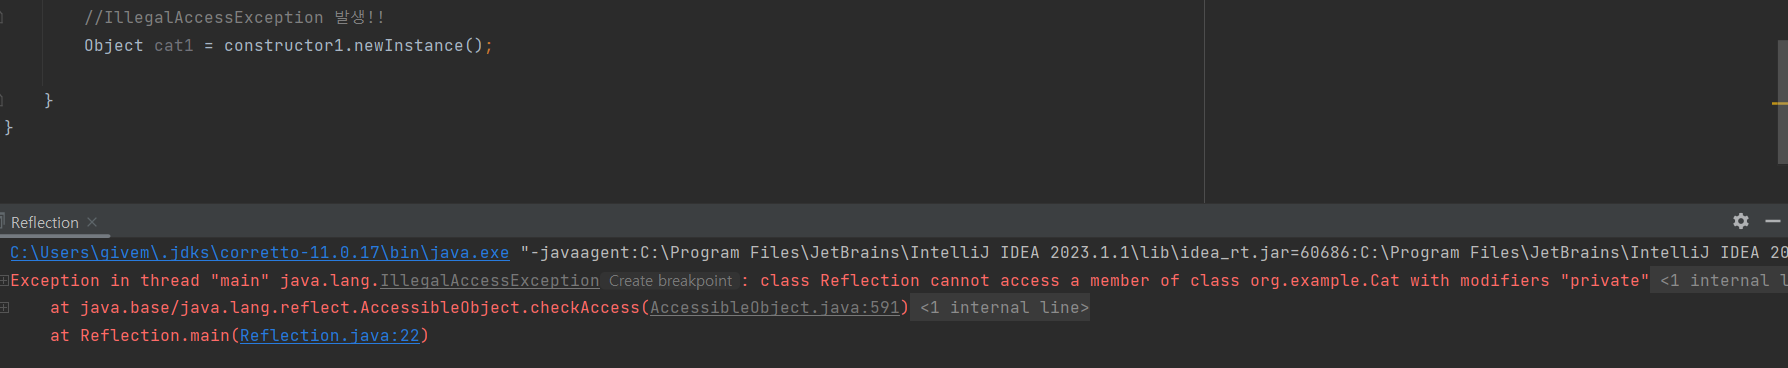 //IllegalAccessException 발생!!
Object cat1 = constructor1.newInstance();
}
}
Reflection
C:\Users\qivem\.jdks\corretto-11.0.17\bin\java.exe "-javaagent:C:\Program Files\JetBrains\IntelliJ IDEA 2023.1.1\lib\idea_rt.jar=60686:C:\Program Files\JetBrains\IntelliJ IDEA 20
Exception in thread "main" java.lang.IllegalAccessException Create breakpoint : class Reflection cannot access a member of class org.example.Cat with modifiers "private" <1 internal l
at java.base/java.lang.reflect.AccessibleObject.checkAccess(AccessibleObject.java:591) <1 internal line>
at Reflection.main(Reflection.java:22)